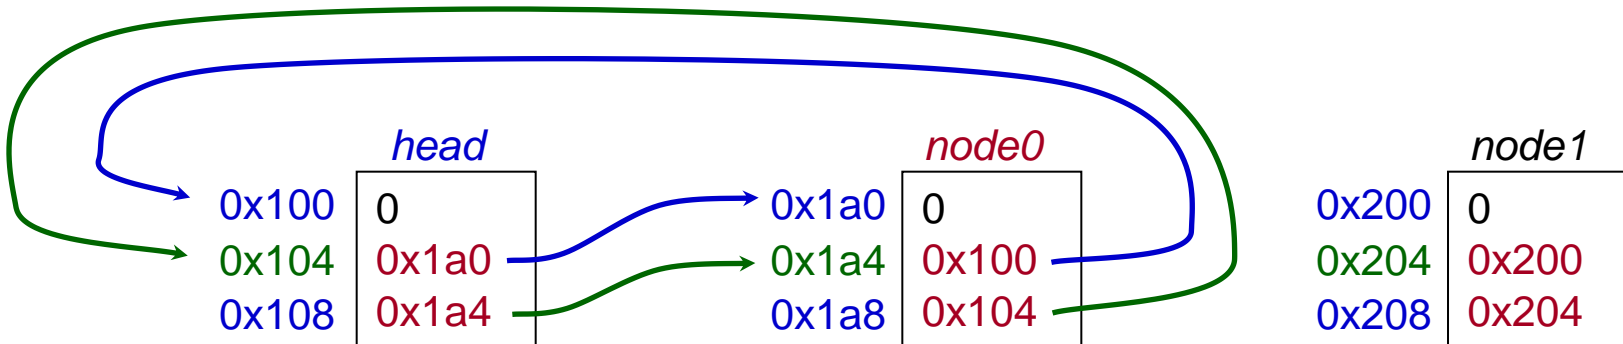 head node0 node1
0x100 0 0x1a0 0 0x200 0
0x104 0x1a0 0x1a4 0x100 0x204 0x200
0x108 0x1a4 0x1a8 0x104 0x208 0x204